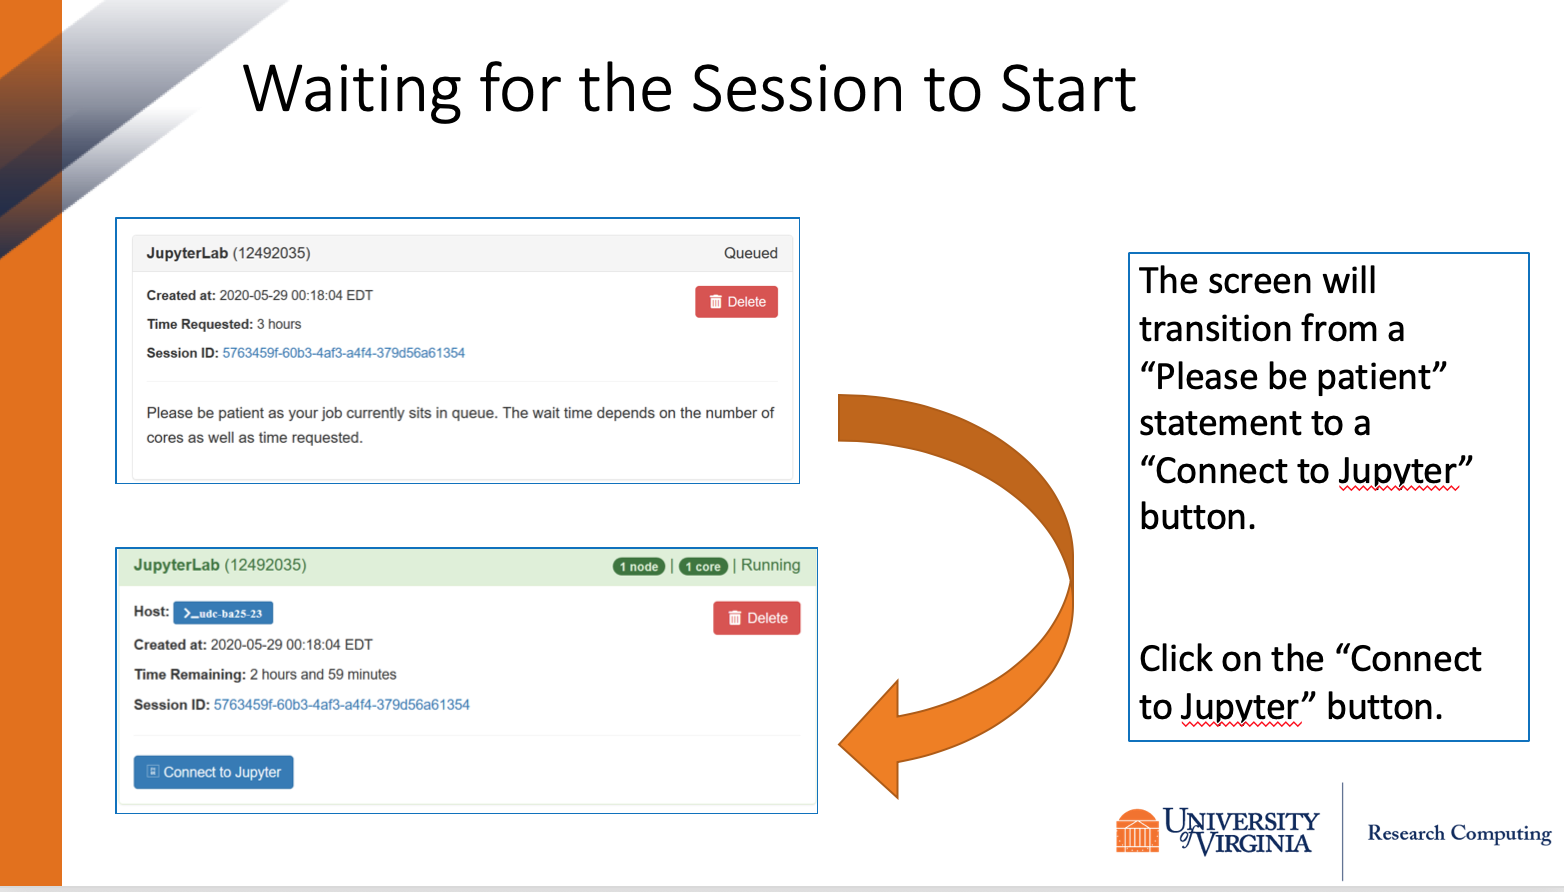 Waiting for the Session to Start
JupyterLab (12492035) Queued
Created at: 2020-05-29 00:18:04 EDT
Delete
Time Requested: 3 hours
Session ID: 5763459f-60b3-4af3-a4f4-379d56a61354
Please be patient as your job currently sits in queue. The wait time depends on the number of
cores as well as time requested.
JupyterLab (12492035) 1 node | 1 core | Running
Host: >_udc-ba25-23
Delete
Created at: 2020-05-29 00:18:04 EDT
Time Remaining: 2 hours and 59 minutes
Session ID: 5763459f-60b3-4af3-a4f4-379d56a61354
Connect to Jupyter
The screen will
transition from a
“Please be patient”
statement to a
“Connect to Jupyter”
button.
Click on the “Connect
to Jupyter” button.
UNIVERSITY
of VIRGINIA
Research Computing